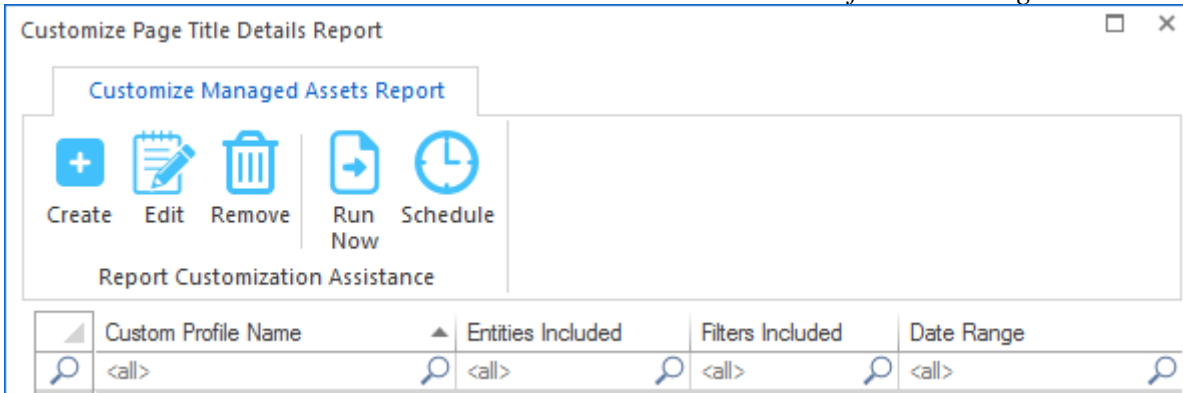 Customize Page Title Details Report
Customize Managed Assets Report
Create Edit Remove Run Now Schedule
Report Customization Assistance
Custom Profile Name Entities Included Filters Included Date Range
<all> <all> <all> <all>